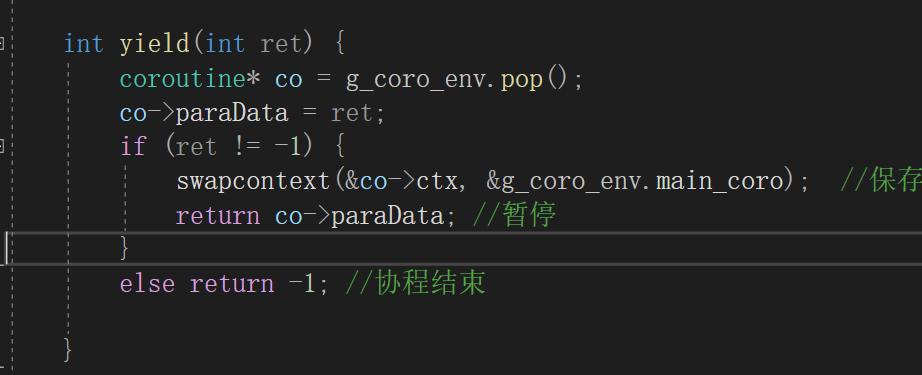 int yield(int ret) {
coroutine* co = g_coro_env.pop();
co->paraData = ret;
if (ret != -1) {
swapcontext(&co->ctx, &g_coro_env.main_coro); //保存
return co->paraData; //暂停
}
else return -1; //协程结束
}